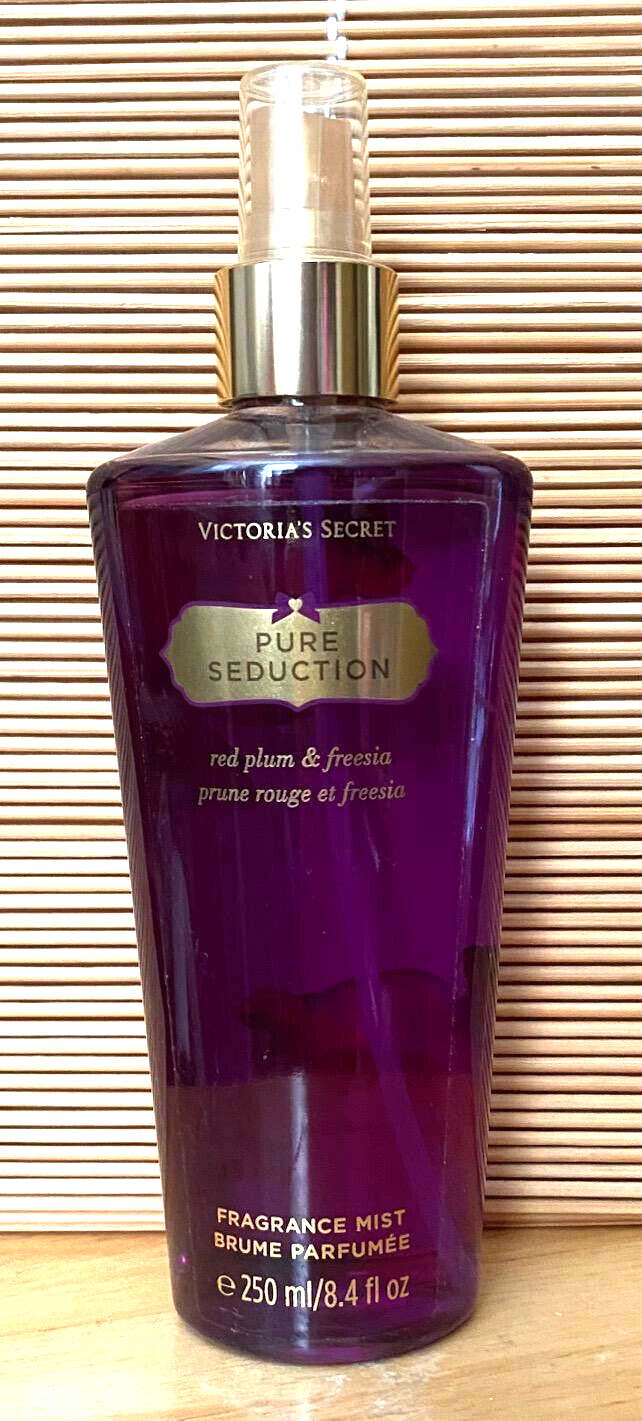 VICTORIA'S SECRET
PURE
SEDUCTION
red plum & freesia
prune rouge et freesia
FRAGRANCE MIST
BRUME PARFUMÉE
℮ 250 ml/8.4 fl oz